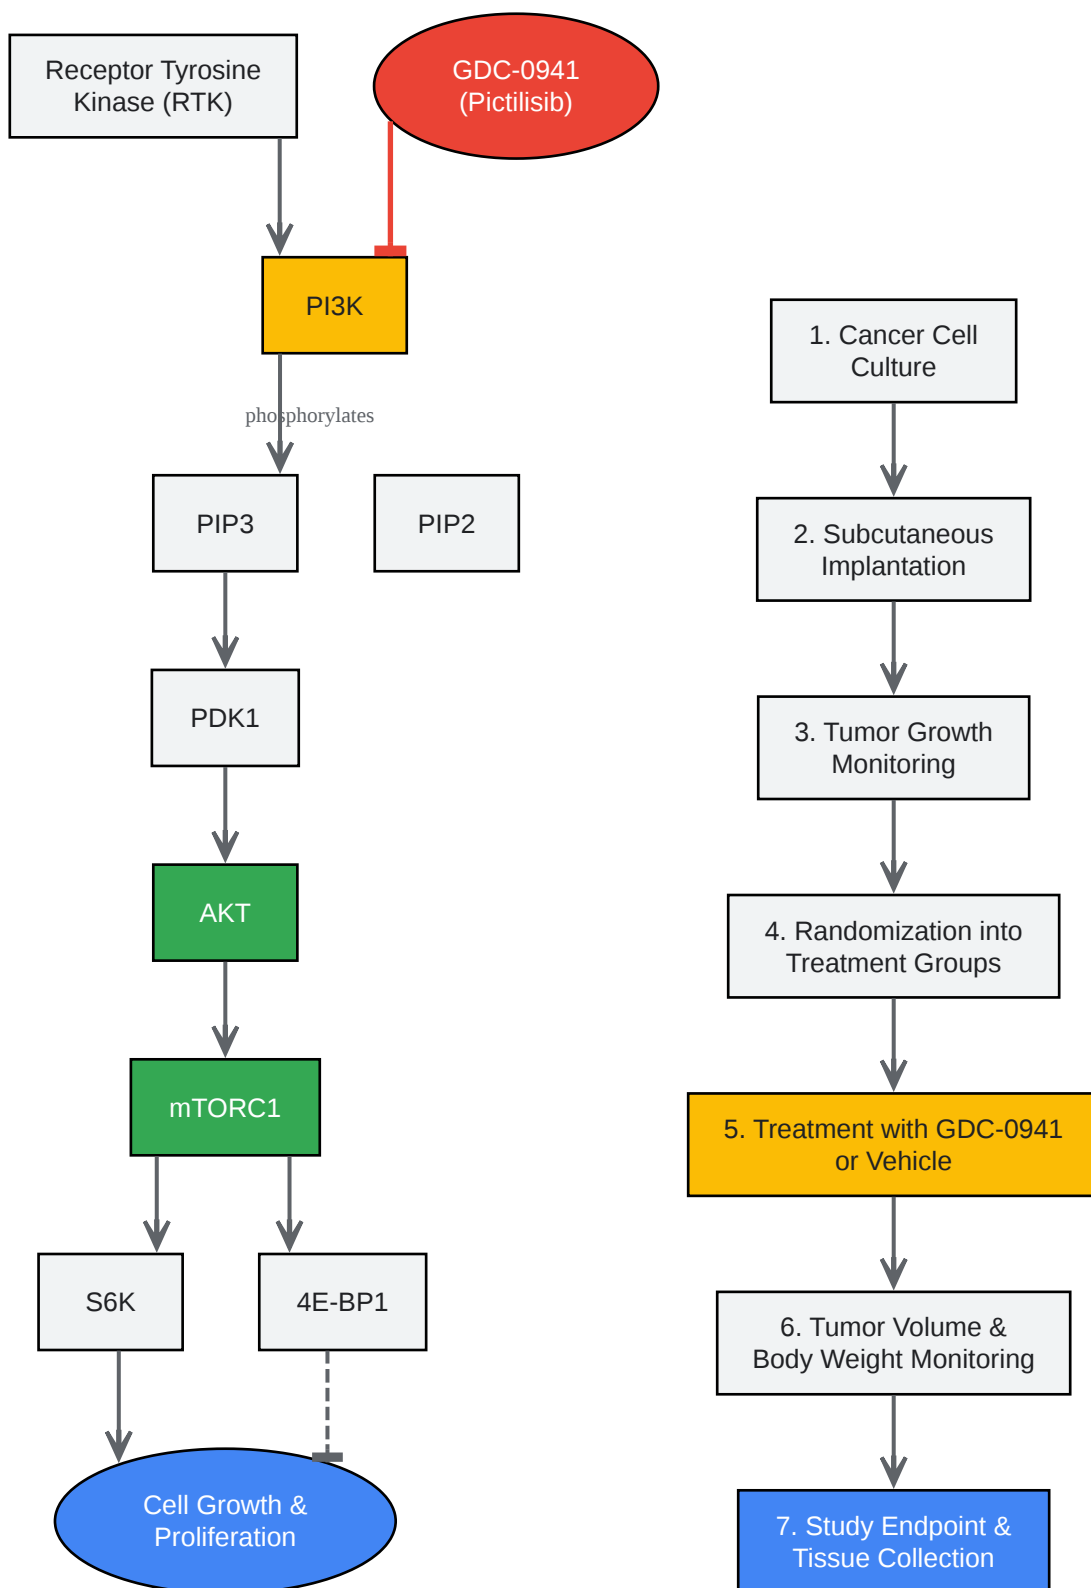 Receptor Tyrosine
Kinase (RTK)
GDC-0941
(Pictilisib)
PI3K
phosphorylates
PIP3
PIP2
PDK1
AKT
mTORC1
S6K
4E-BP1
Cell Growth &
Proliferation
1. Cancer Cell
Culture
2. Subcutaneous
Implantation
3. Tumor Growth
Monitoring
4. Randomization into
Treatment Groups
5. Treatment with GDC-0941
or Vehicle
6. Tumor Volume &
Body Weight Monitoring
7. Study Endpoint &
Tissue Collection